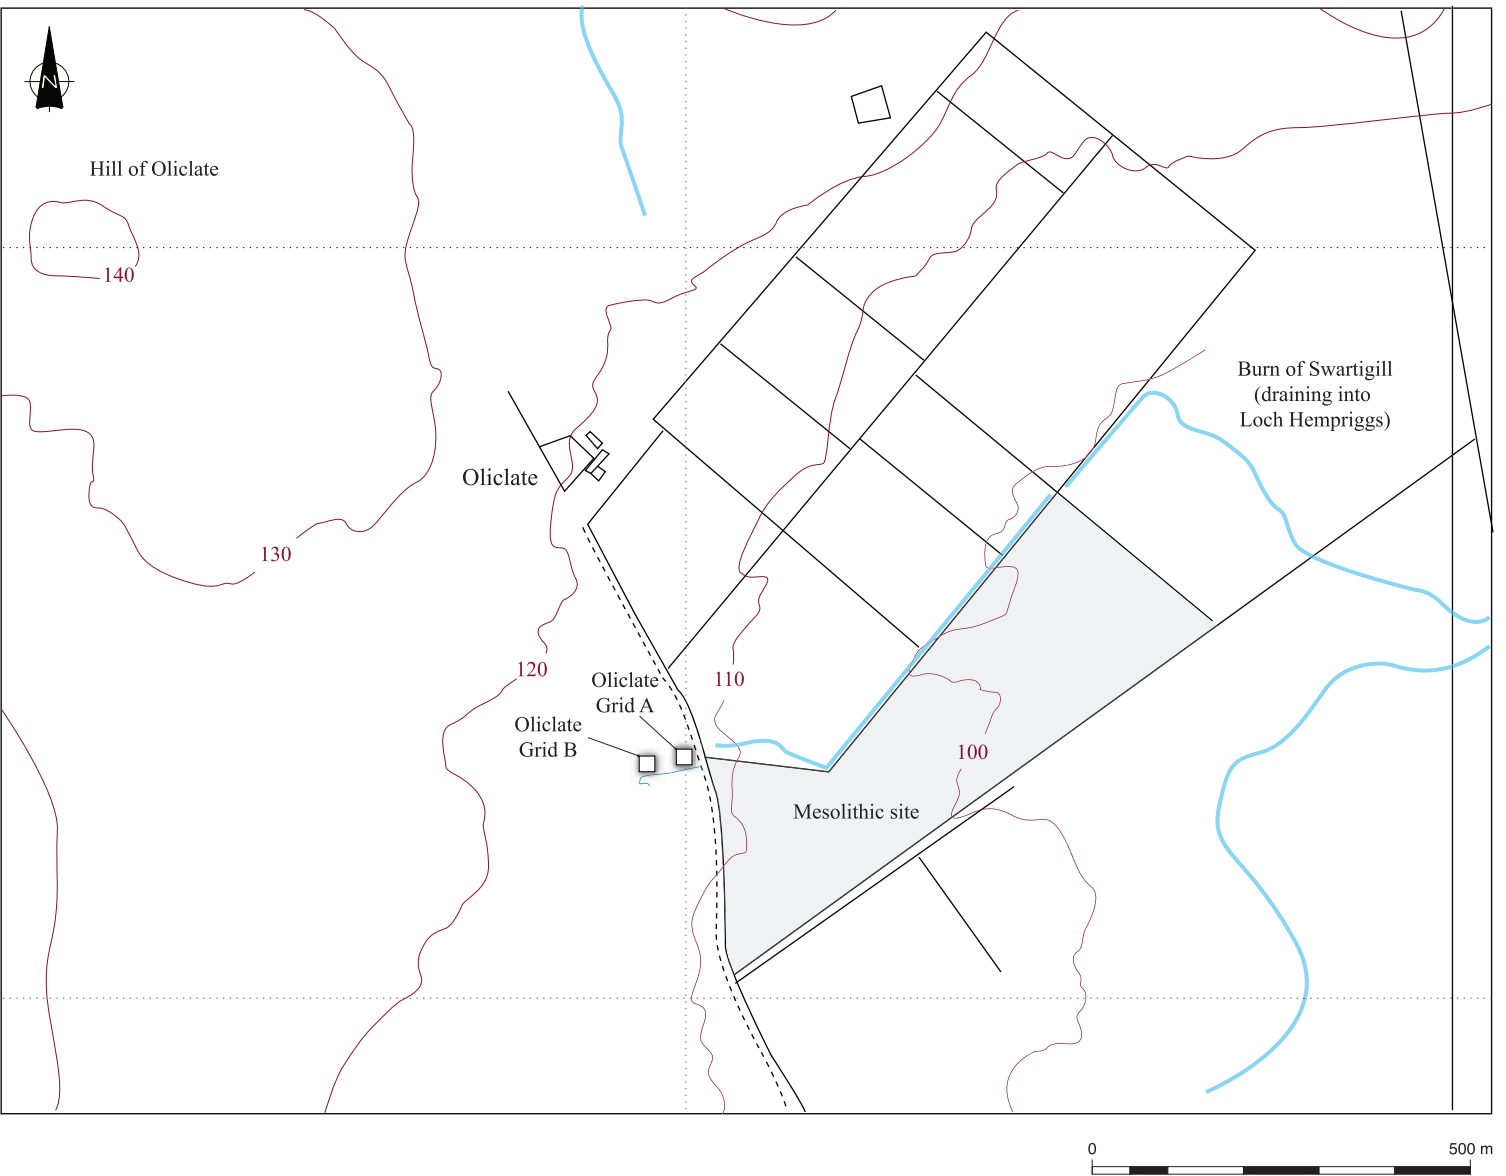 N
Hill of Oliclate
140
Burn of Swartigill
(draining into
Loch Hempriggs)
Oliclate
130
120
Oliclate
Grid A
110
Oliclate
Grid B
100
Mesolithic site
0
500 m